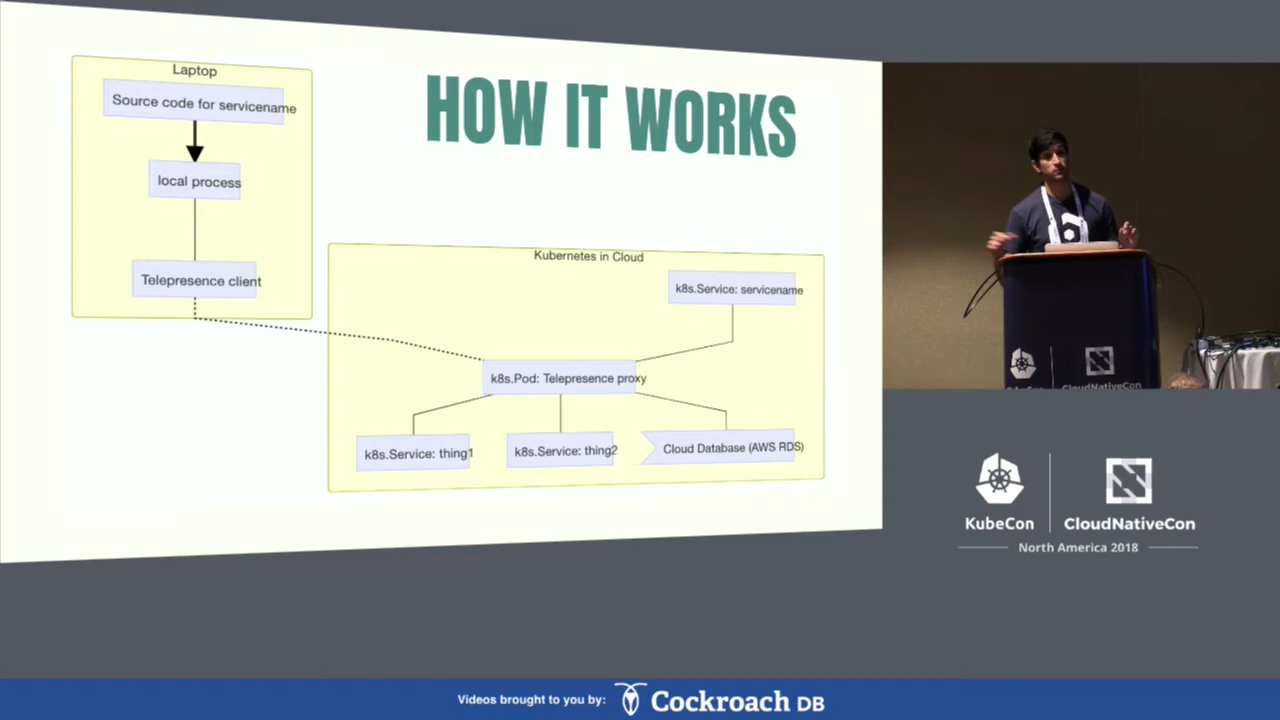 HOW IT WORKS
Laptop
Source code for servicename
local process
Telepresence client
Kubernetes in Cloud
k8s.Service: servicename
k8s.Pod: Telepresence proxy
k8s.Service: thing1
k8s.Service: thing2
Cloud Database (AWS RDS)
KubeCon
CloudNativeCon
KubeCon
CloudNativeCon
North America 2018
Videos brought to you by:
Cockroach DB